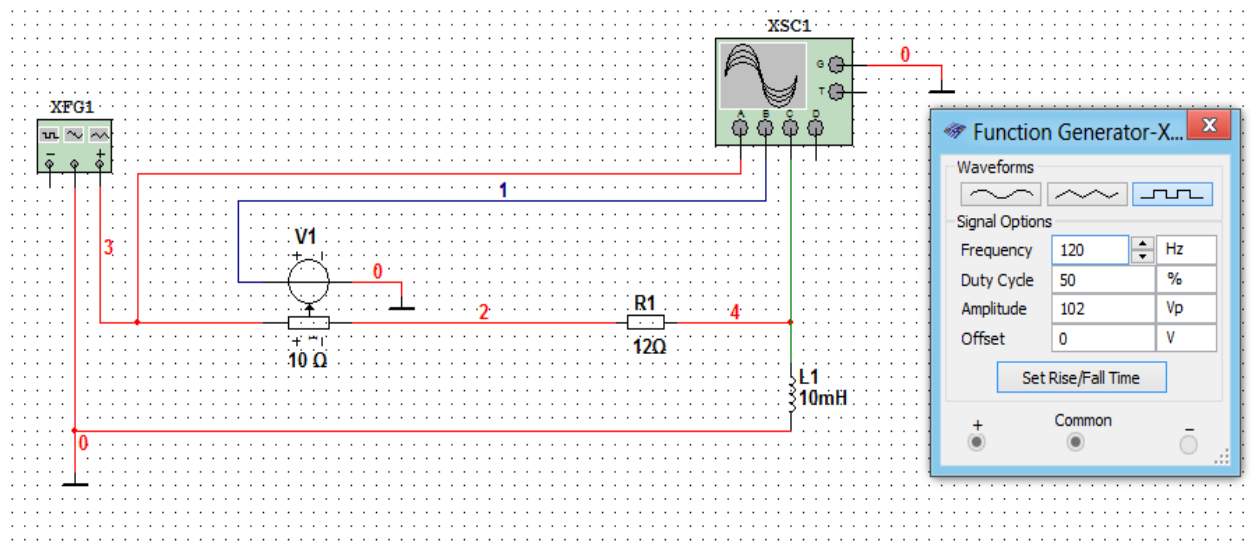 XSC1
G
T
0
A B C D
XFG1
− +
1
3
V1
+ −
0
2
R1
4
+ −
10 Ω
12Ω
L1
10mH
0
Function Generator-X... X
Waveforms
Signal Options
Frequency 120 Hz
Duty Cycle 50 %
Amplitude 102 Vp
Offset 0 V
Set Rise/Fall Time
+ Common −